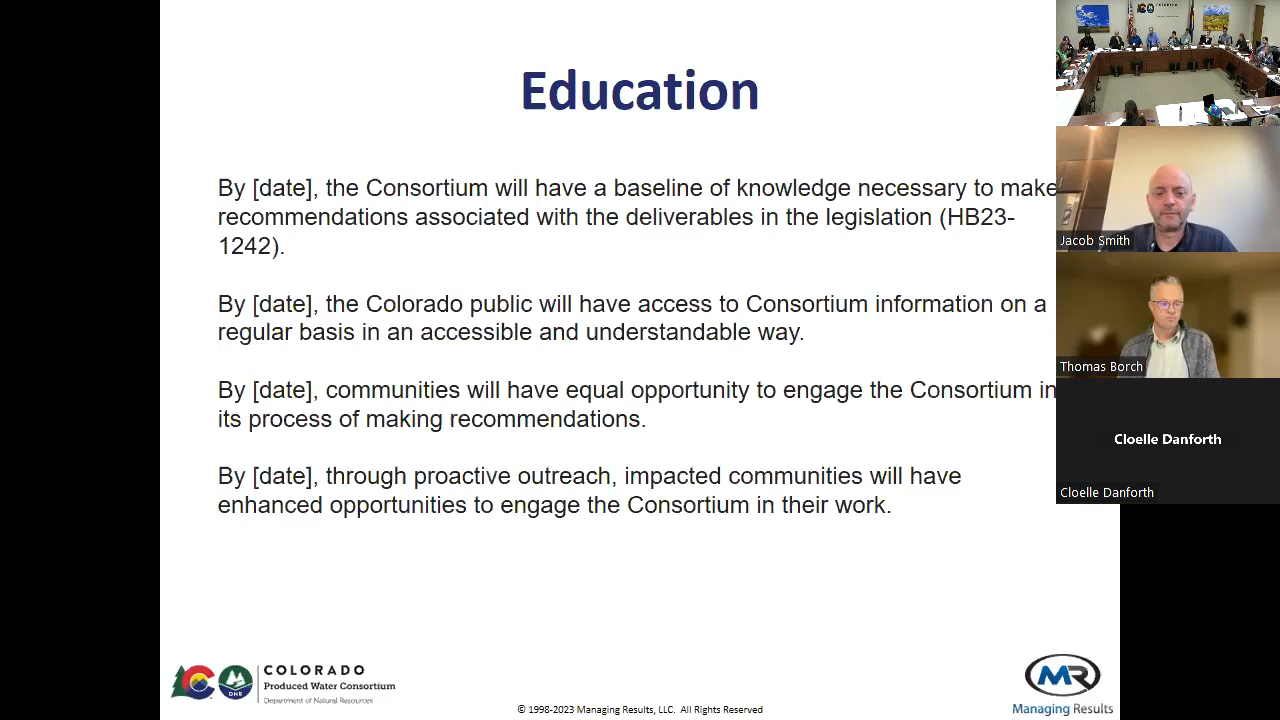 Education
By [date], the Consortium will have a baseline of knowledge necessary to make
recommendations associated with the deliverables in the legislation (HB23-
1242).
By [date], the Colorado public will have access to Consortium information on a
regular basis in an accessible and understandable way.
By [date], communities will have equal opportunity to engage the Consortium in
its process of making recommendations.
By [date], through proactive outreach, impacted communities will have
enhanced opportunities to engage the Consortium in their work.
COLORADO
Produced Water Consortium
Department of Natural Resources
DNR
© 1998-2023 Managing Results, LLC. All Rights Reserved
MR
Managing Results
COLORADO
Jacob Smith
Thomas Borch
Cloelle Danforth
Cloelle Danforth